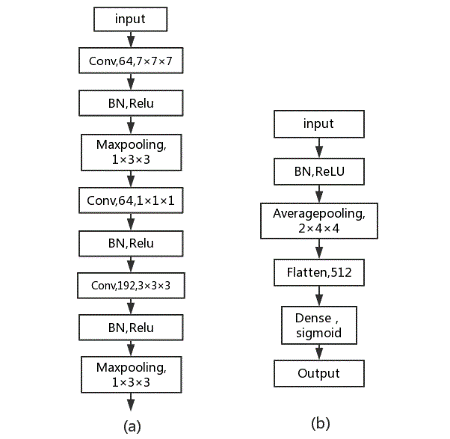 input
Conv,64,7×7×7
BN,Relu
Maxpooling,
1×3×3
Conv,64,1×1×1
BN,Relu
Conv,192,3×3×3
BN,Relu
Maxpooling,
1×3×3
(a)
input
BN,ReLU
Averagepooling,
2×4×4
Flatten,512
Dense ,
sigmoid
Output
(b)